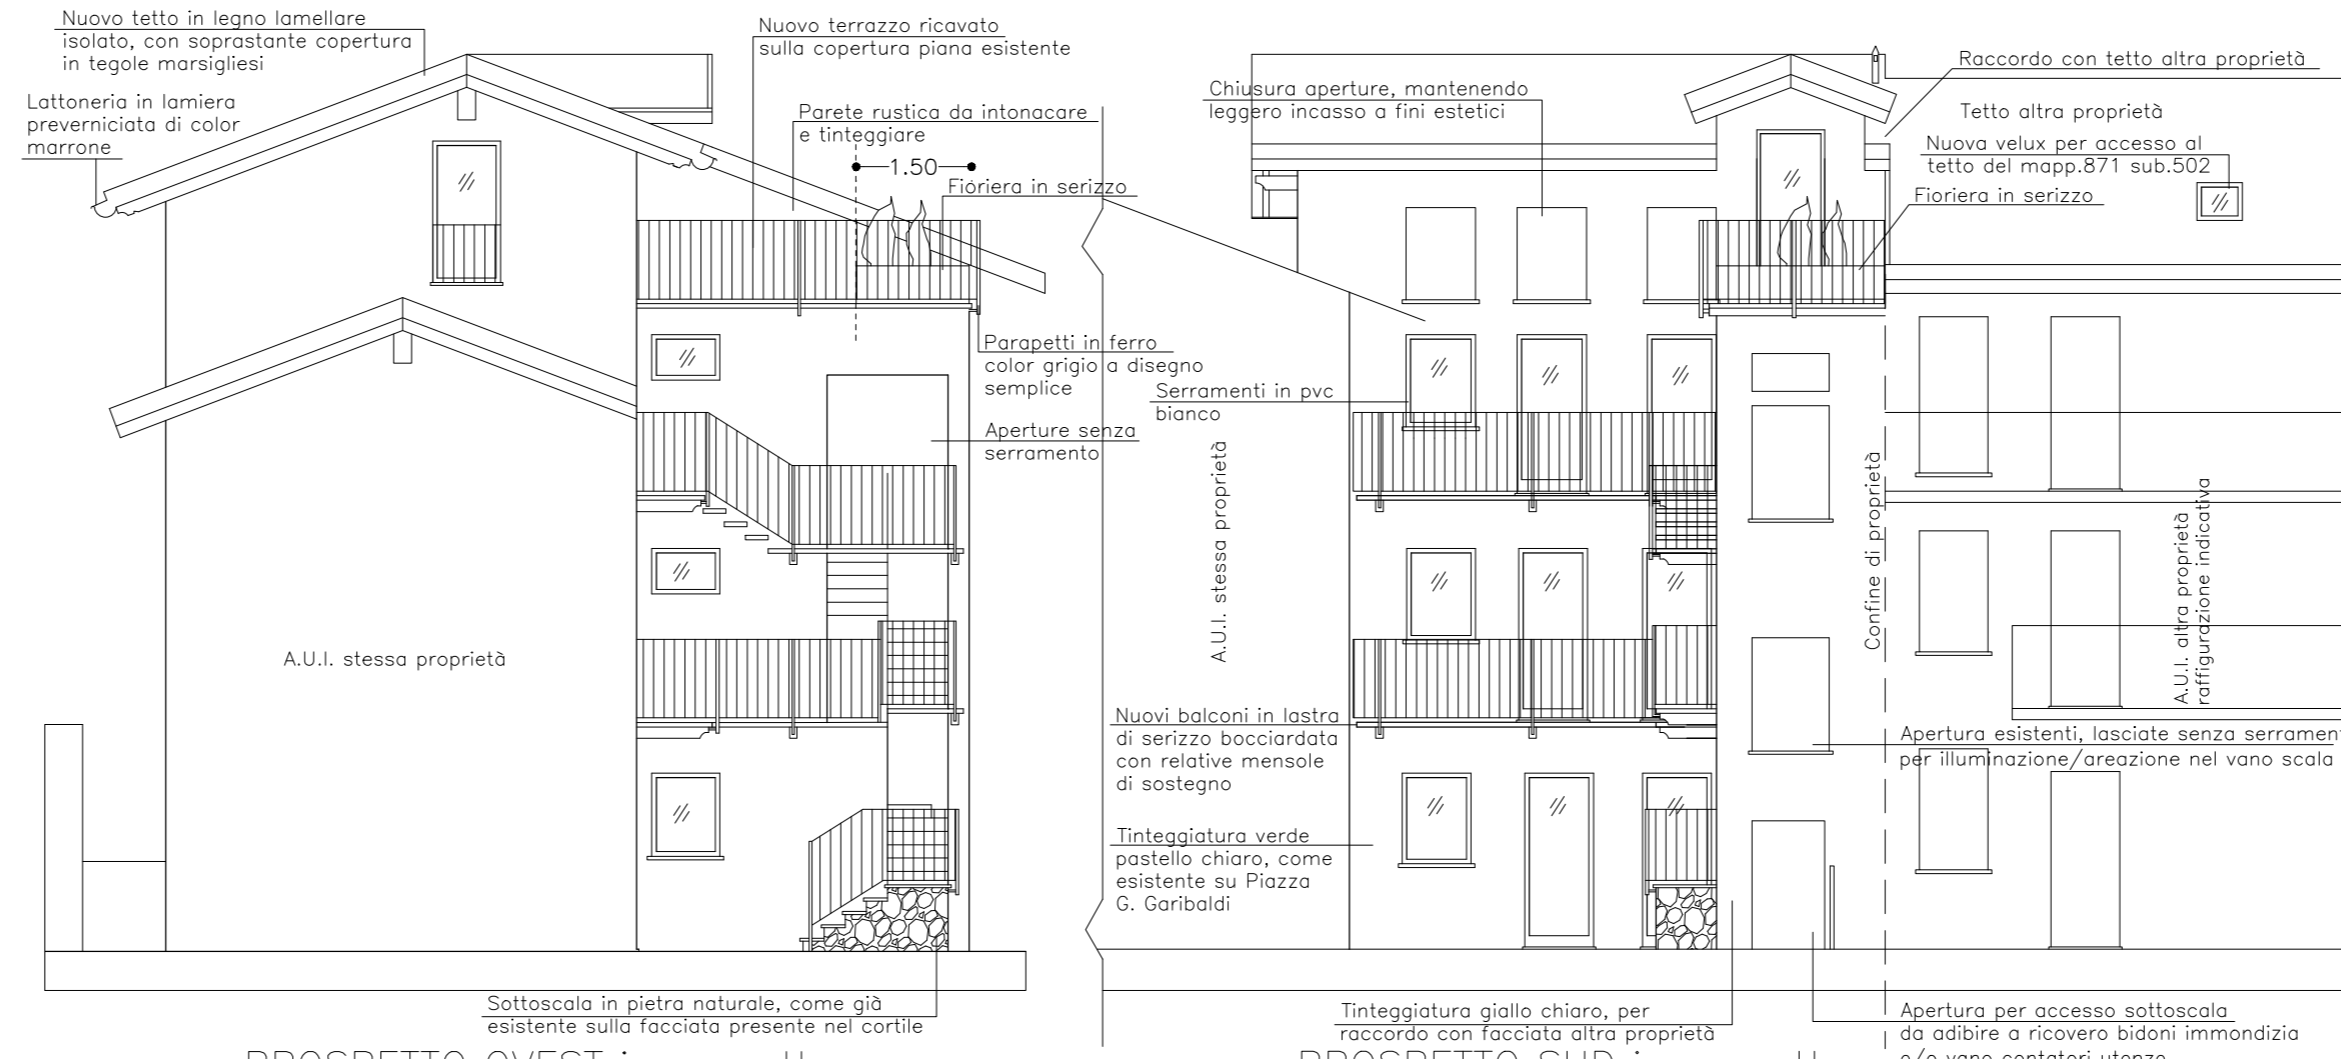 Nuovo tetto in legno lamellare
isolato, con soprastante copertura
in tegole marsigliesi
Lattoneria in lamiera
preverniciata di color
marrone
Nuovo terrazzo ricavato
sulla copertura piana esistente
Parete rustica da intonacare
e tinteggiare
1.50
Fioriera in serizzo
Parapetti in ferro
color grigio a disegno
semplice
Aperture senza
serramento
A.U.I. stessa proprietà
Sottoscala in pietra naturale, come già
esistente sulla facciata presente nel cortile
PROSPETTO OVEST
Chiusura aperture, mantenendo
leggero incasso a fini estetici
Raccordo con tetto altra proprietà
Tetto altra proprietà
Nuova velux per accesso al
tetto del mapp.871 sub.502
Fioriera in serizzo
Serramenti in pvc
bianco
A.U.I. stessa proprietà
Confine di proprietà
A.U.I. altra proprietà
raffigurazione indicativa
Nuovi balconi in lastra
di serizzo bocciardata
con relative mensole
di sostegno
Apertura esistenti, lasciate senza serrament
per illuminazione/areazione nel vano scala
Tinteggiatura verde
pastello chiaro, come
esistente su Piazza
G. Garibaldi
Tinteggiatura giallo chiaro, per
raccordo con facciata altra proprietà
Apertura per accesso sottoscala
da adibire a ricovero bidoni immondizia
e/o vano contatori utenze
PROSPETTO SUD